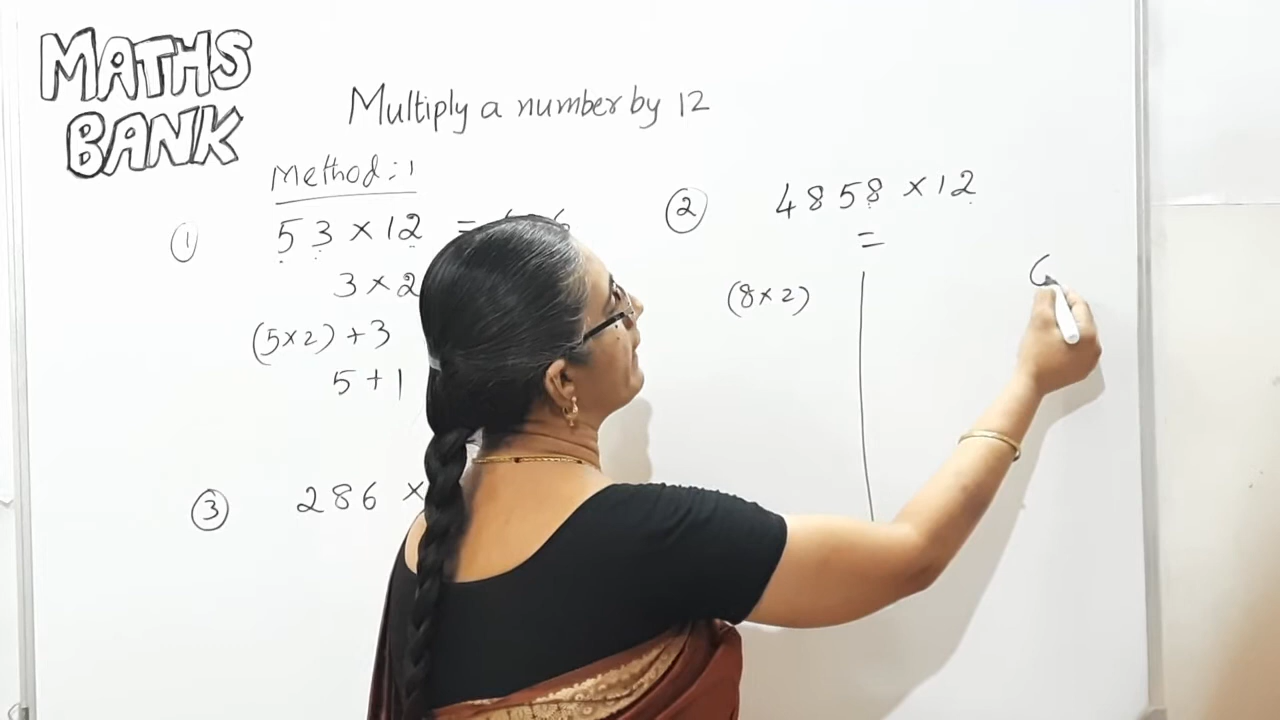 MATHS
BANK
Multiply a number by 12
Method:1
① 53 × 12 =
3 × 2
(5×2) + 3
5 + 1
② 4858 × 12
=
(8×2)
③ 286 ×